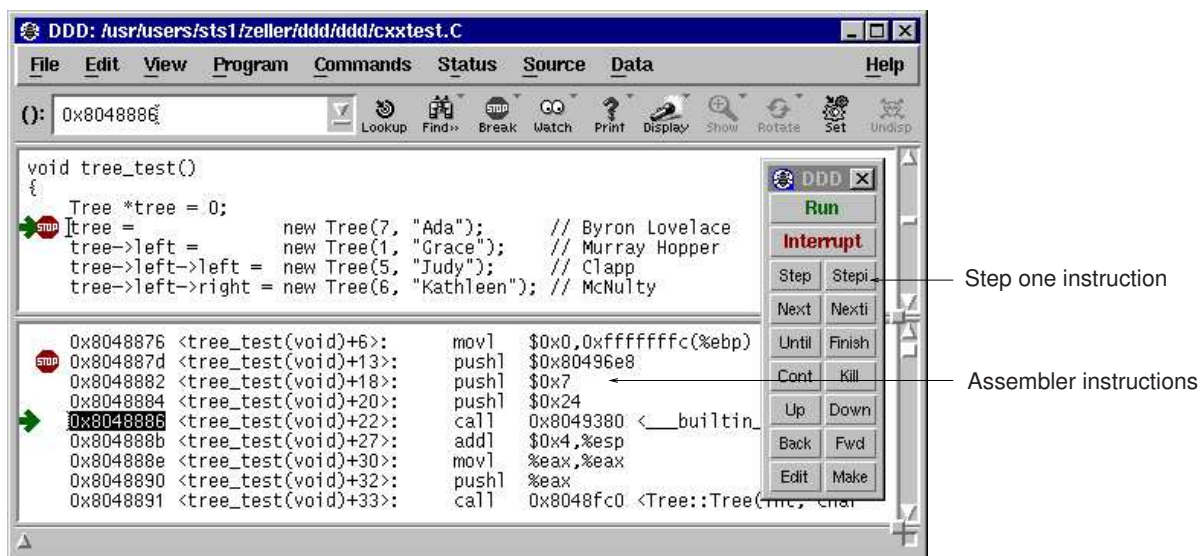 DDD: /usr/users/sts1/zeller/ddd/ddd/cxxtest.C
File Edit View Program Commands Status Source Data Help
(): 0x8048886
Lookup Find» Break Watch Print Display Show Rotate Set Undisp
STOP
void tree_test()
{
Tree *tree = 0;
STOP tree = new Tree(7, "Ada"); // Byron Lovelace
tree->left = new Tree(1, "Grace"); // Murray Hopper
tree->left->left = new Tree(5, "Judy"); // Clapp
tree->left->right = new Tree(6, "Kathleen"); // McNulty
0x8048876 <tree_test(void)+6>: movl $0x0,0xfffffffc(%ebp)
STOP 0x804887d <tree_test(void)+13>: pushl $0x80496e8
0x8048882 <tree_test(void)+18>: pushl $0x7
0x8048884 <tree_test(void)+20>: pushl $0x24
0x8048886 <tree_test(void)+22>: call 0x8049380 <___builtin_
0x804888b <tree_test(void)+27>: addl $0x4,%esp
0x804888e <tree_test(void)+30>: movl %eax,%eax
0x8048890 <tree_test(void)+32>: pushl %eax
0x8048891 <tree_test(void)+33>: call 0x8048fc0 <Tree::Tree(int, char
DDD
Run
Interrupt
Step Stepi
Next Nexti
Until Finish
Cont Kill
Up Down
Back Fwd
Edit Make
Step one instruction
Assembler instructions